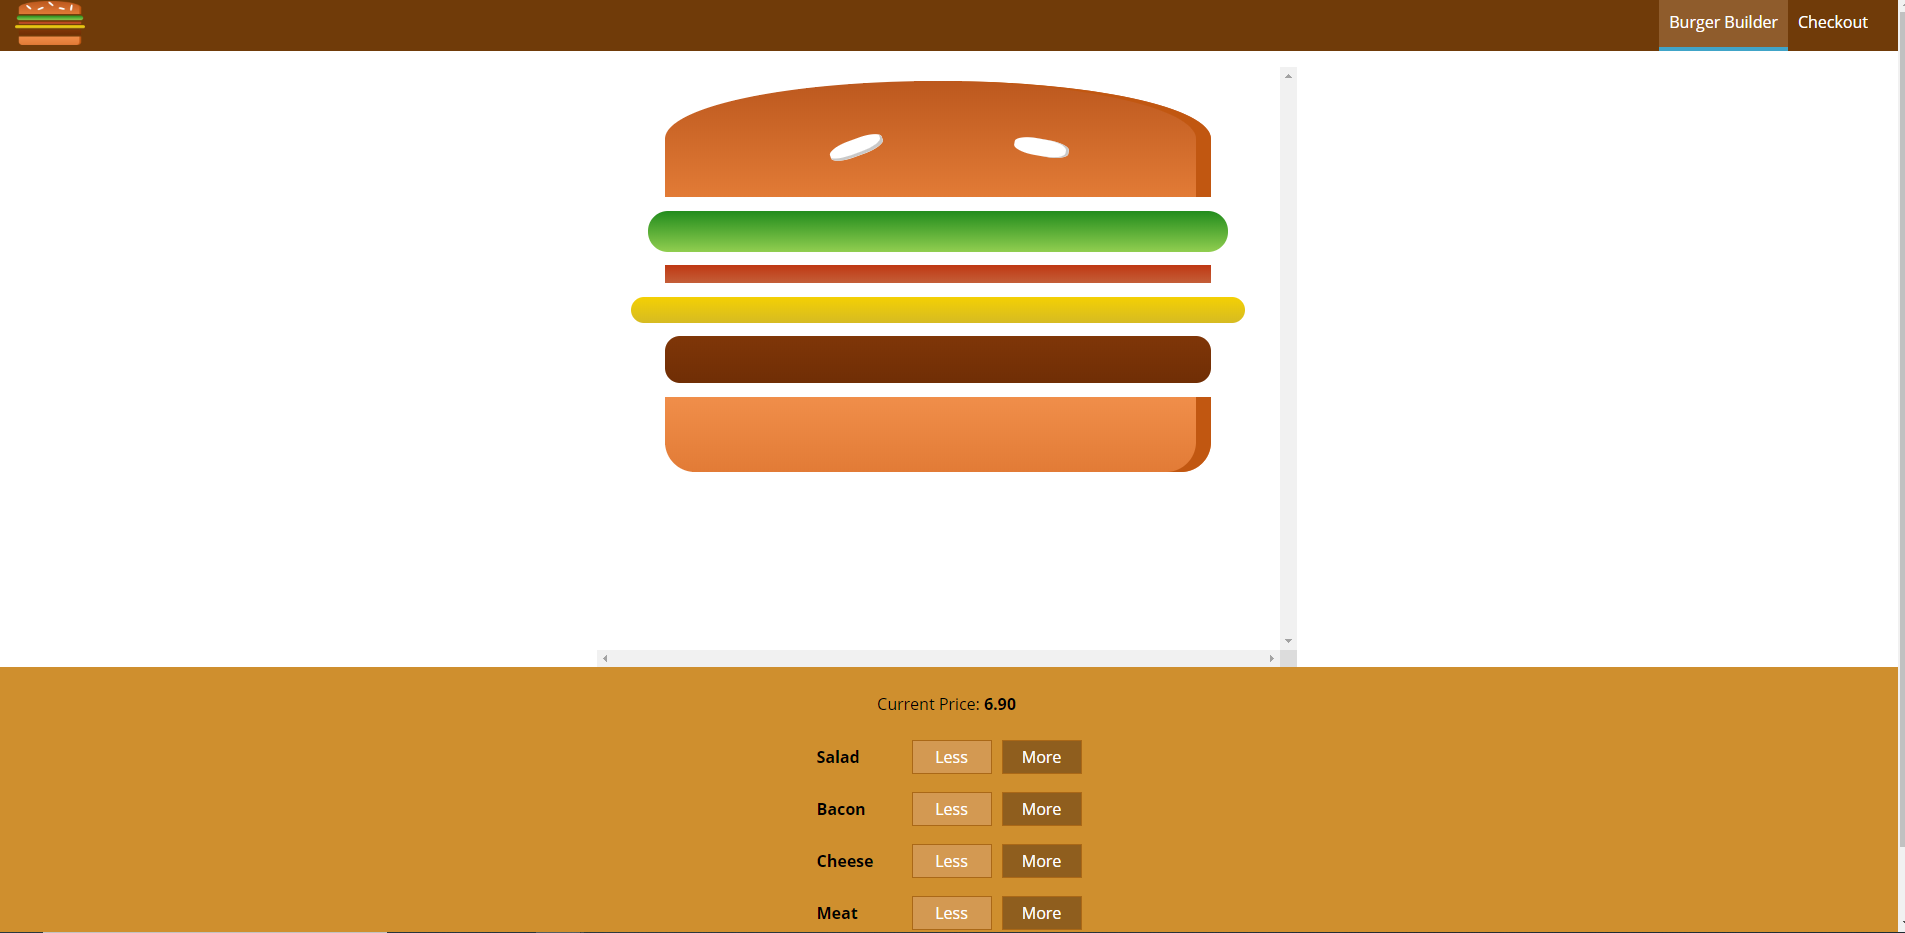 Burger Builder Checkout
Current Price: 6.90
Salad Less More
Bacon Less More
Cheese Less More
Meat Less More